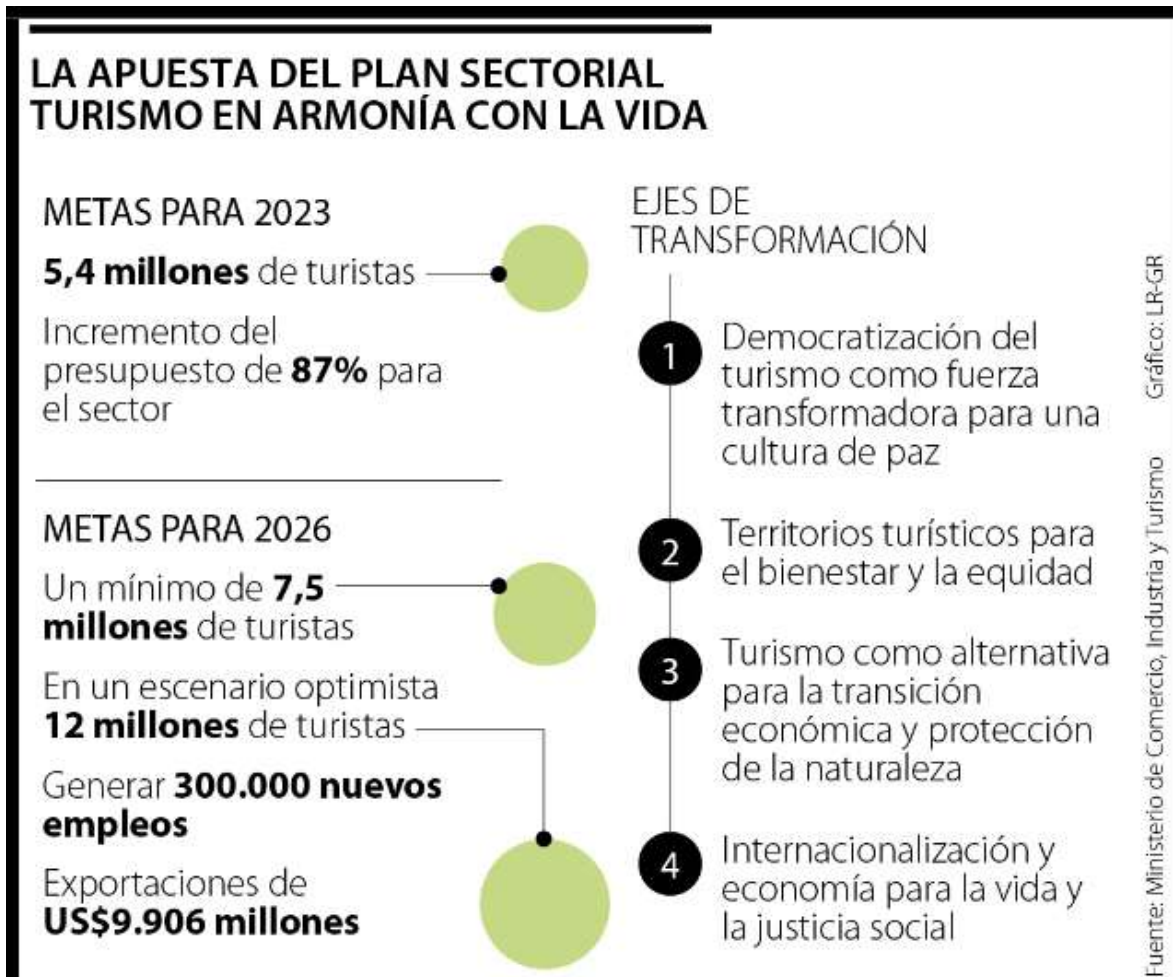 LA APUESTA DEL PLAN SECTORIAL
TURISMO EN ARMONÍA CON LA VIDA
METAS PARA 2023
5,4 millones de turistas
Incremento del
presupuesto de 87% para
el sector
METAS PARA 2026
Un mínimo de 7,5
millones de turistas
En un escenario optimista
12 millones de turistas
Generar 300.000 nuevos
empleos
Exportaciones de
US$9.906 millones
EJES DE
TRANSFORMACIÓN
1
Democratización del
turismo como fuerza
transformadora para una
cultura de paz
2
Territorios turísticos para
el bienestar y la equidad
3
Turismo como alternativa
para la transición
económica y protección
de la naturaleza
4
Internacionalización y
economía para la vida y
la justicia social
Fuente: Ministerio de Comercio, Industria y Turismo Gráfico: LR-GR